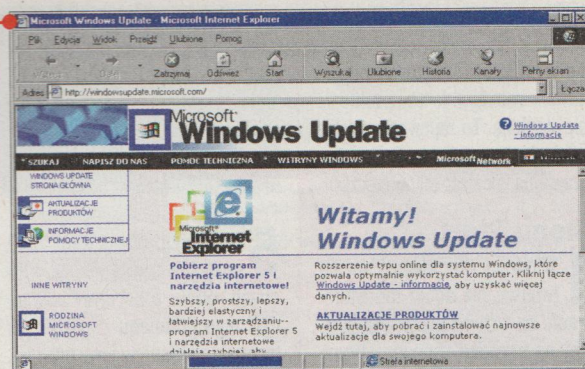 Microsoft Windows Update - Microsoft Internet Explorer
Plik Edycja Widok Przejdź Ulubione Pomoc
Zatrzymaj Odśwież Start Wyszukaj Ulubione Historia Kanały Pełny ekran
Adres http://windowsupdate.microsoft.com/ Łącza
Microsoft
Windows Update
Windows Update
- informacje
SZUKAJ NAPISZ DO NAS POMOC TECHNICZNA WITRYNY WINDOWS Microsoft Network
WINDOWS UPDATE
STRONA GŁÓWNA
AKTUALIZACJE
PRODUKTÓW
INFORMACJE
POMOCY TECHNICZNEJ
INNE WITRYNY
RODZINA
MICROSOFT
WINDOWS
Microsoft
Internet
Explorer
Pobierz program
Internet Explorer 5 i
narzędzia internetowe!
Szybszy, prostszy, lepszy,
bardziej elastyczny i
łatwiejszy w zarządzaniu--
program Internet Explorer 5
i narzędzia internetowe
działają szybciej, aby
Witamy!
Windows Update
Rozszerzenie typu online dla systemu Windows, które
pozwala optymalnie wykorzystać komputer. Kliknij łącze
Windows Update - informacje, aby uzyskać więcej
danych.
AKTUALIZACJE PRODUKTÓW
Wejdź tutaj, aby pobrać i zainstalować najnowsze
aktualizacje dla swojego komputera.
Strefa internetowa